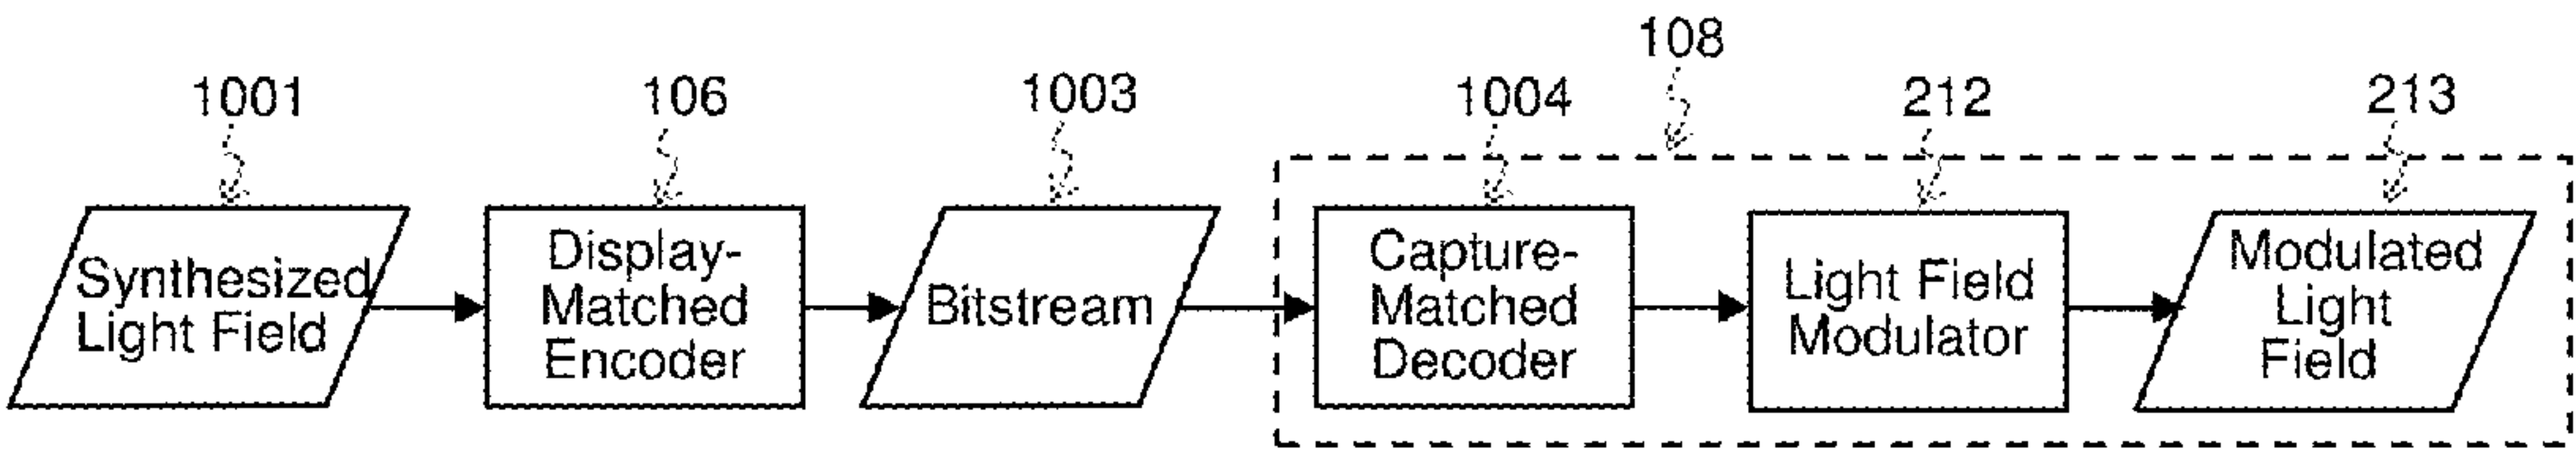 108
1001
106
1003
1004
212
213
Synthesized
Light Field
Display-
Matched
Encoder
Bitstream
Capture-
Matched
Decoder
Light Field
Modulator
Modulated
Light
Field